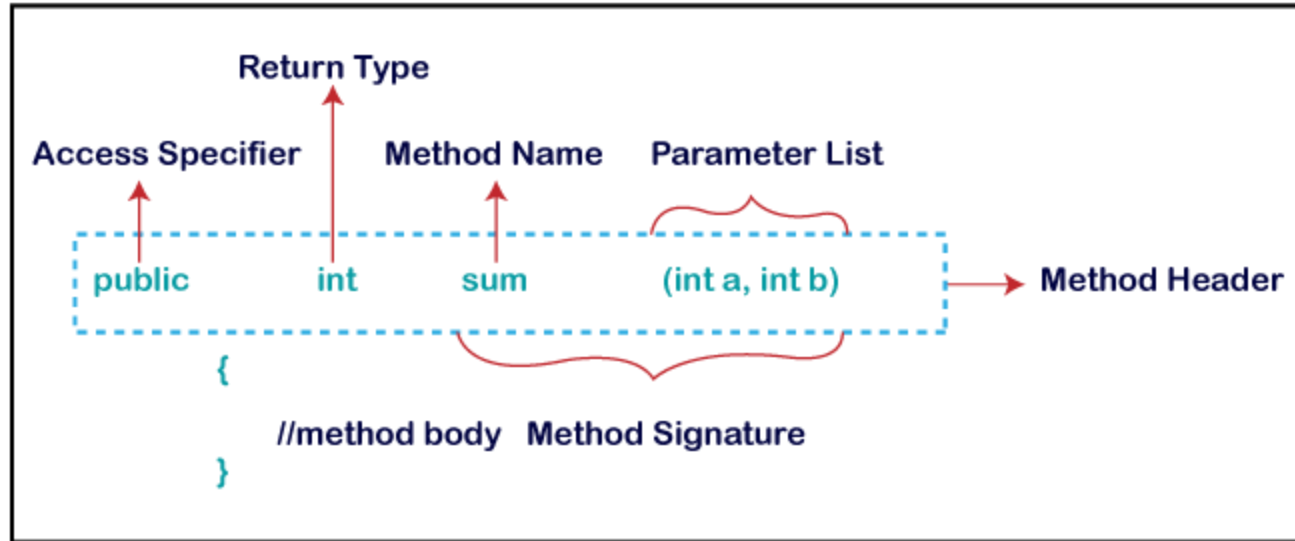 Return Type
Access Specifier Method Name Parameter List
public int sum (int a, int b) Method Header
{
//method body Method Signature
}